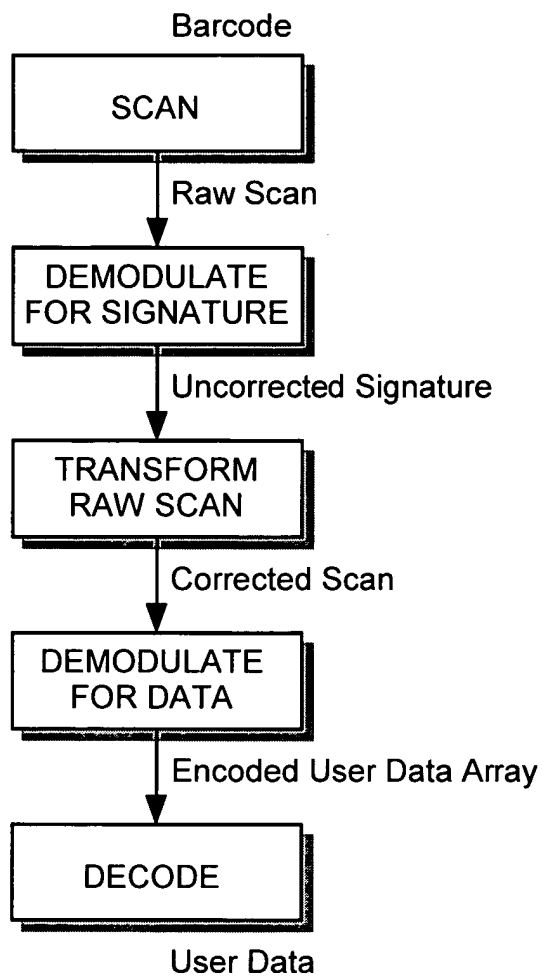 Barcode
SCAN
Raw Scan
DEMODULATE
FOR SIGNATURE
Uncorrected Signature
TRANSFORM
RAW SCAN
Corrected Scan
DEMODULATE
FOR DATA
Encoded User Data Array
DECODE
User Data